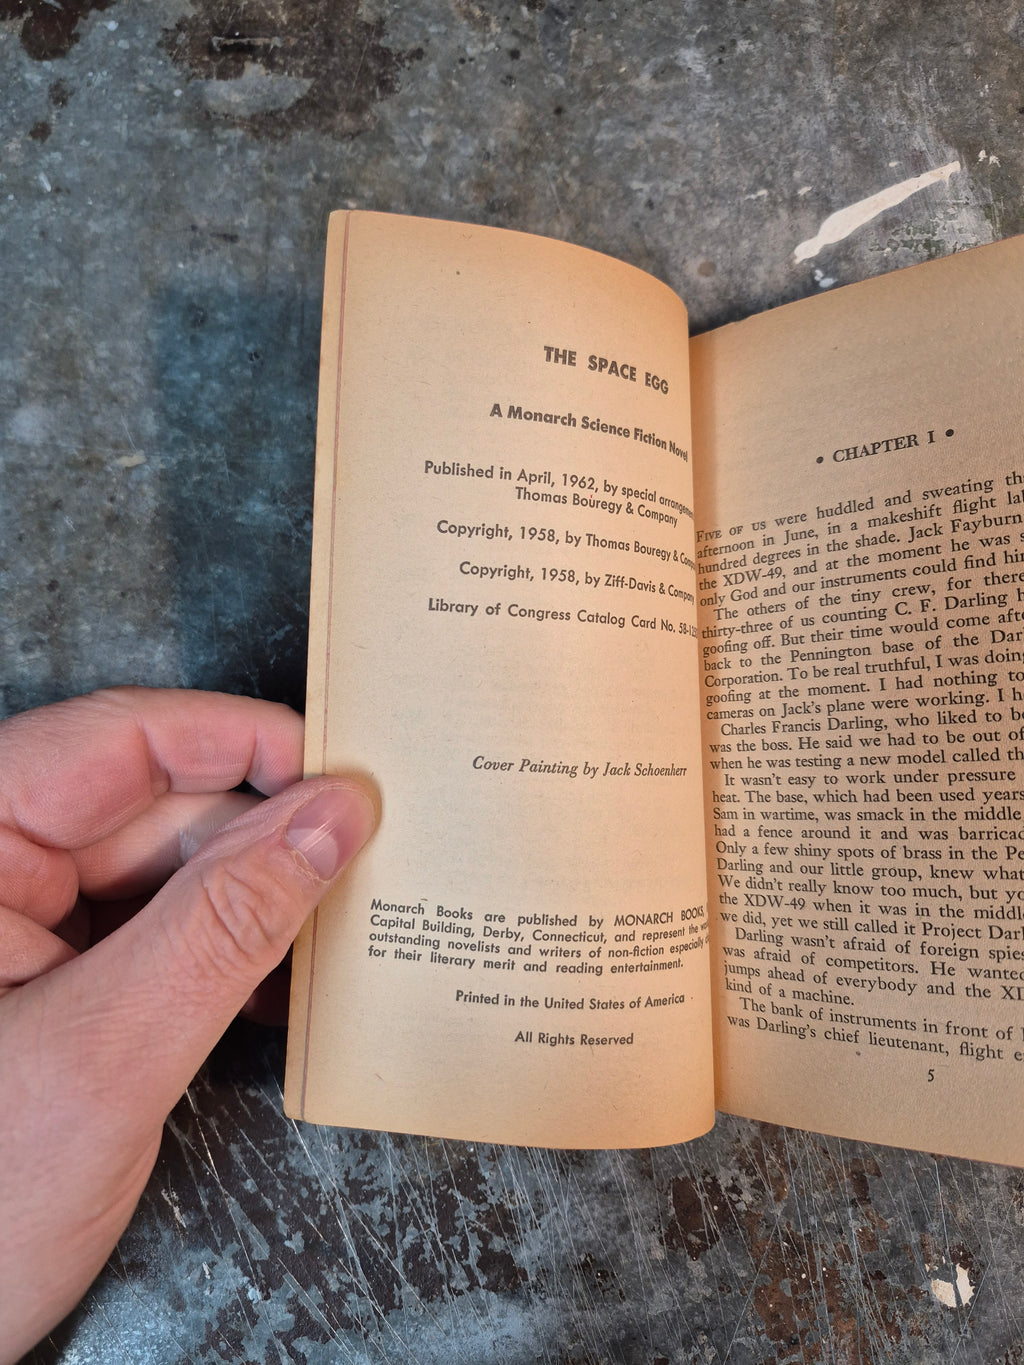 THE SPACE EGG
A Monarch Science Fiction Novel
Published in April, 1962, by special
Thomas Bouregy & Company
Copyright, 1958, by Thomas Bouregy &
Copyright, 1958, by Ziff-Davis & Company
Library of Congress Catalog Card No.
Cover Painting by Jack Schoenherr
Monarch Books are published by MONARCH BOOKS,
Capital Building, Derby, Connecticut, and represent the
outstanding novelists and writers of non-fiction especially
for their literary merit and reading entertainment.
Printed in the United States of America
All Rights Reserved
• CHAPTER I •
FIVE OF US were huddled and sweating
afternoon in June, in a makeshift flight
hundred degrees in the shade. Jack Fayburn
the XDW-49, and at the moment he was
only God and our instruments could find
The others of the tiny crew, for
thirty-three of us counting C. F. Darling
goofing off. But their time would come
back to the Pennington base of the
Corporation. To be real truthful, I was
goofing at the moment. I had nothing to
cameras on Jack's plane were working. I
Charles Francis Darling, who liked to
was the boss. He said we had to be out of
when he was testing a new model called
It wasn't easy to work under pressure
heat. The base, which had been used years
Sam in wartime, was smack in the middle
had a fence around it and was
Only a few shiny spots of brass in the
Darling and our little group, knew what
We didn't really know too much, but
the XDW-49 when it was in the
we did, yet we still called it Project
Darling wasn't afraid of foreign
was afraid of competitors. He wanted
jumps ahead of everybody and the
kind of a machine.
The bank of instruments in front of
was Darling's chief lieutenant, flight
5